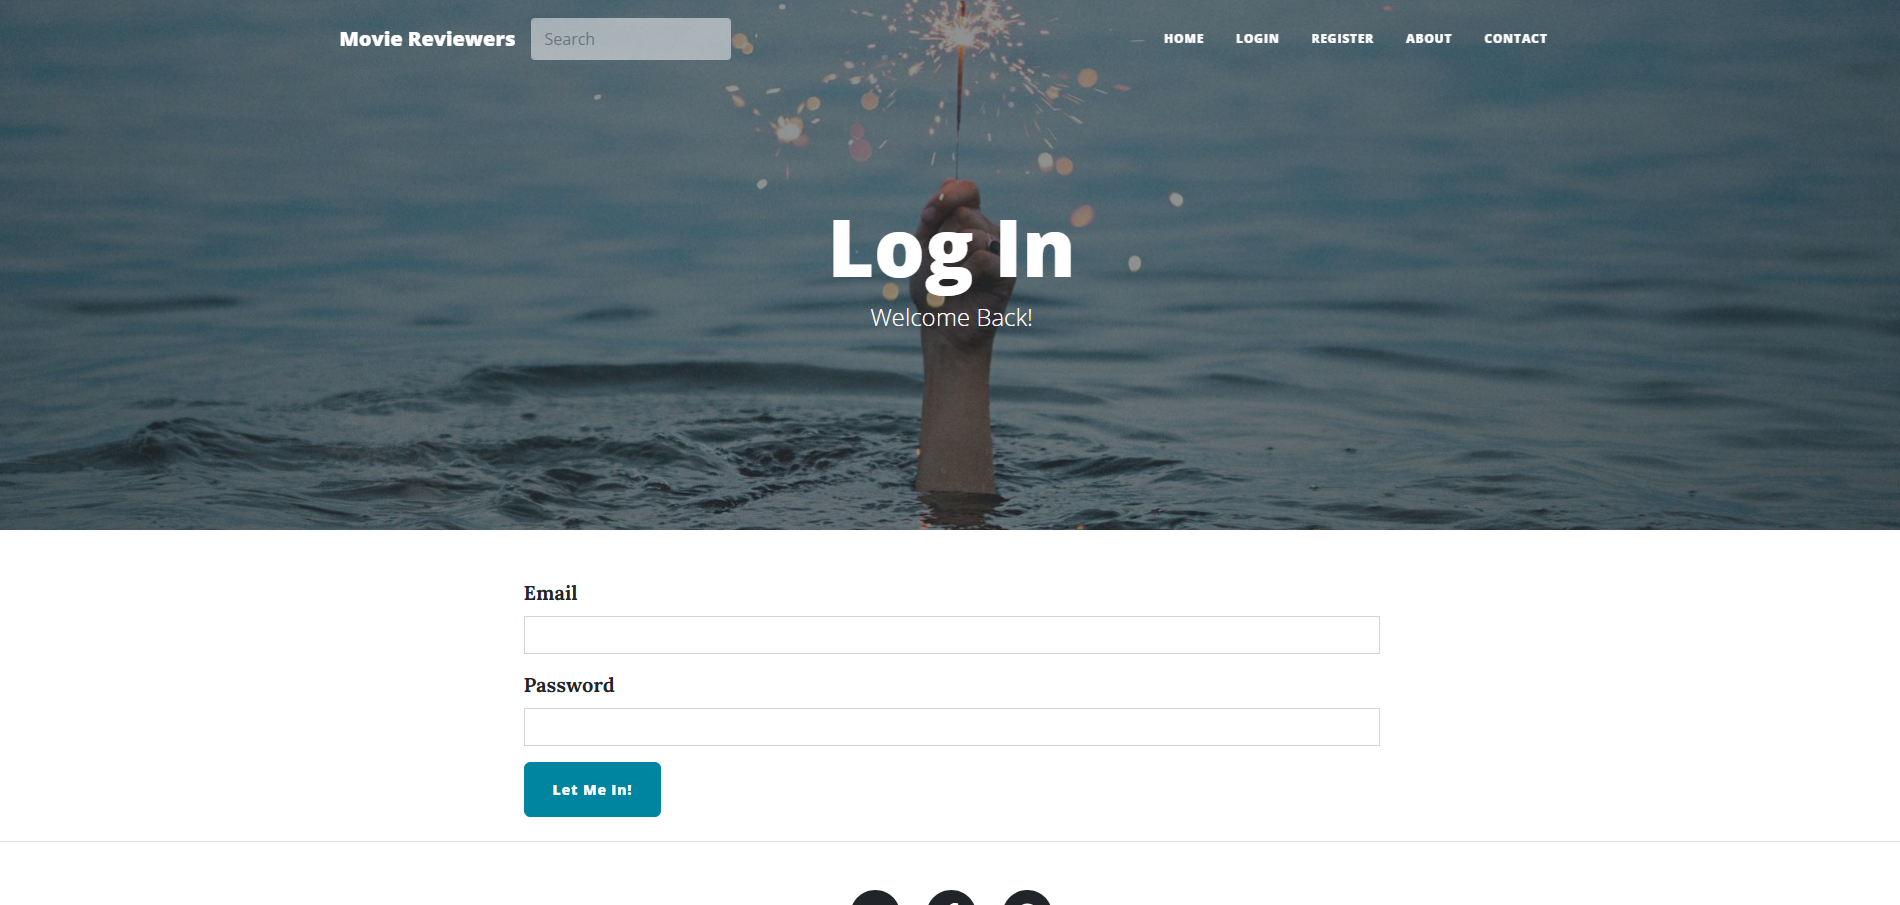 Movie Reviewers
Search
HOME
LOGIN
REGISTER
ABOUT
CONTACT
Log In
Welcome Back!
Email
Password
Let Me In!